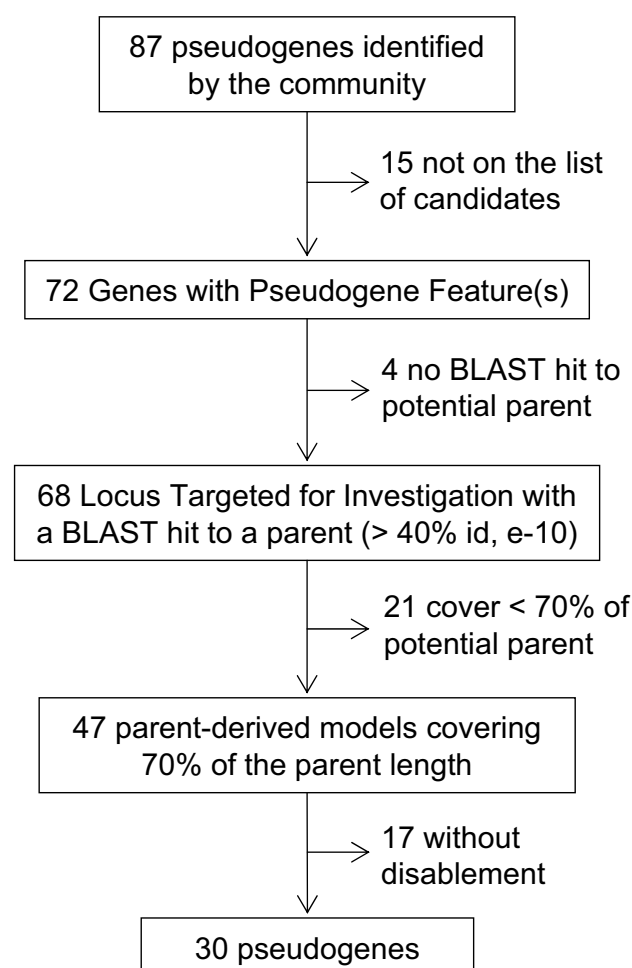 87 pseudogenes identified
by the community
15 not on the list
of candidates
72 Genes with Pseudogene Feature(s)
4 no BLAST hit to
potential parent
68 Locus Targeted for Investigation with
a BLAST hit to a parent (> 40% id, e-10)
21 cover < 70% of
potential parent
47 parent-derived models covering
70% of the parent length
17 without
disablement
30 pseudogenes